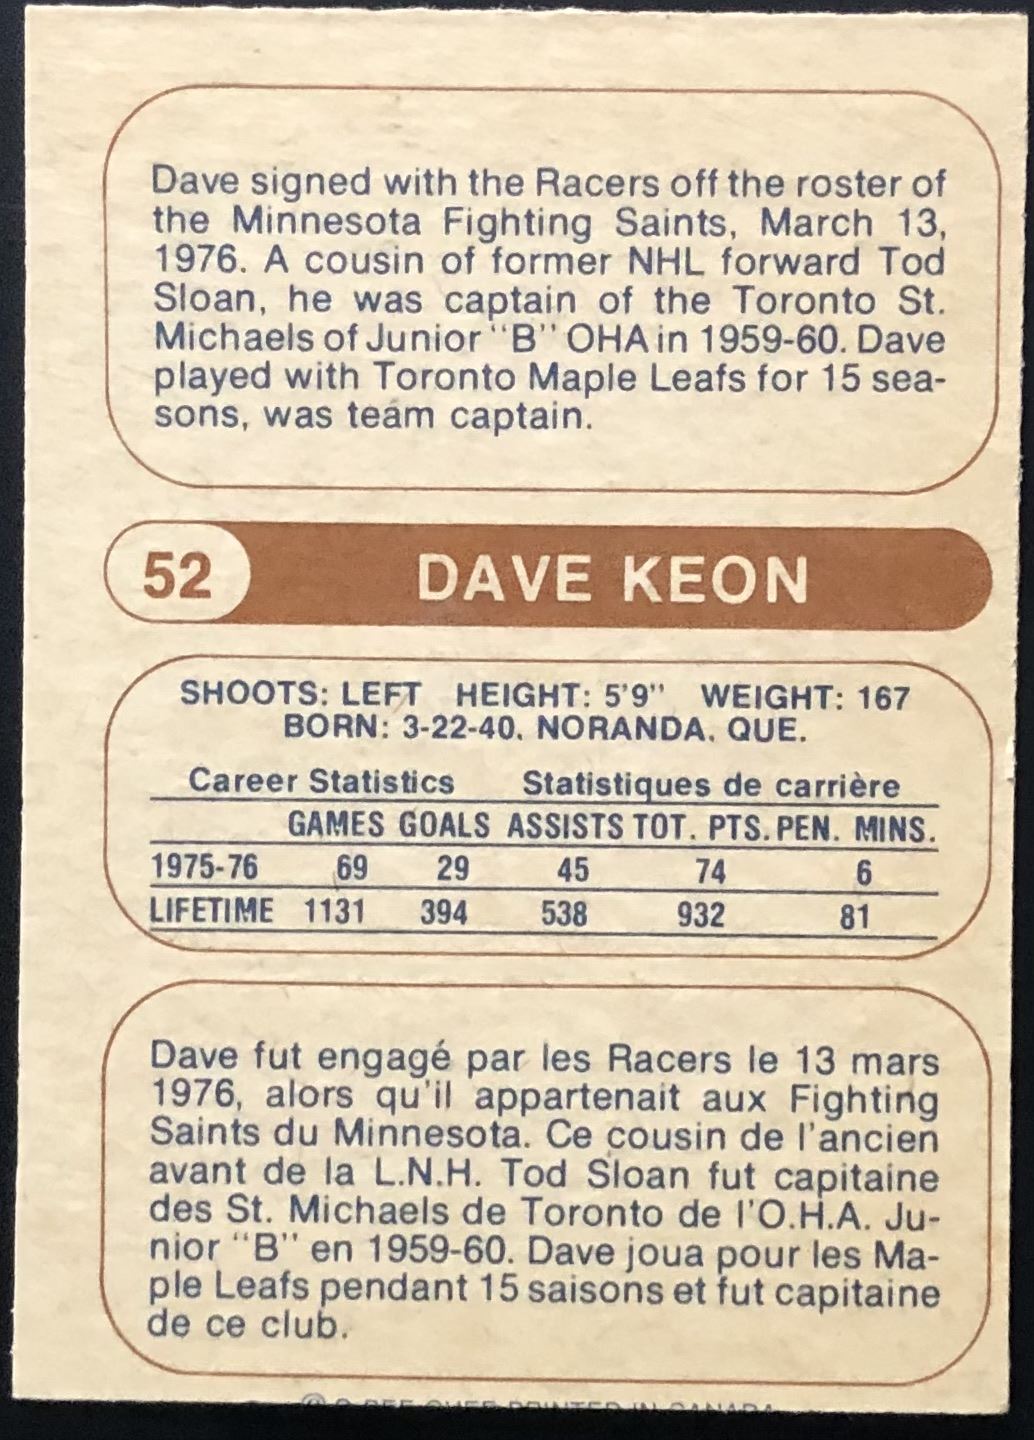 Dave signed with the Racers off the roster of
the Minnesota Fighting Saints, March 13,
1976. A cousin of former NHL forward Tod
Sloan, he was captain of the Toronto St.
Michaels of Junior "B" OHA in 1959-60. Dave
played with Toronto Maple Leafs for 15 sea-
sons, was team captain.
52 DAVE KEON
SHOOTS: LEFT HEIGHT: 5'9" WEIGHT: 167
BORN: 3-22-40. NORANDA. QUE.
Career Statistics Statistiques de carrière
GAMES GOALS ASSISTS TOT. PTS. PEN. MINS.
1975-76 69 29 45 74 6
LIFETIME 1131 394 538 932 81
Dave fut engagé par les Racers le 13 mars
1976, alors qu'il appartenait aux Fighting
Saints du Minnesota. Ce cousin de l'ancien
avant de la L.N.H. Tod Sloan fut capitaine
des St. Michaels de Toronto de l'O.H.A. Ju-
nior "B" en 1959-60. Dave joua pour les Ma-
ple Leafs pendant 15 saisons et fut capitaine
de ce club.
PRINTED IN CANADA